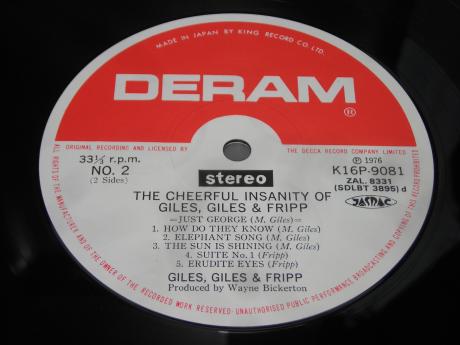 MADE IN JAPAN BY KING RECORD CO. LTD.
DERAM®
ORIGINAL RECORDING AND LICENSED BY THE DECCA RECORD COMPANY LIMITED
33⅓ r.p.m.
NO. 2
(2 Sides)
stereo
℗ 1976
K16P-9081
ZAL. 8331
(SDLBT 3895) d
JASRAC
THE CHEERFUL INSANITY OF
GILES, GILES & FRIPP
=JUST GEORGE (M. Giles)=
1. HOW DO THEY KNOW (M. Giles)
2. ELEPHANT SONG (M. Giles)
3. THE SUN IS SHINING (M. Giles)
4. SUITE No. 1 (Fripp)
5. ERUDITE EYES (Fripp)
GILES, GILES & FRIPP
Produced by Wayne Bickerton
ALL RIGHTS OF THE MANUFACTURER AND OF THE OWNER OF THE RECORDED WORK RESERVED·UNAUTHORISED PUBLIC PERFORMANCE BROADCASTING AND COPYING OF THIS RECORD PROHIBITED